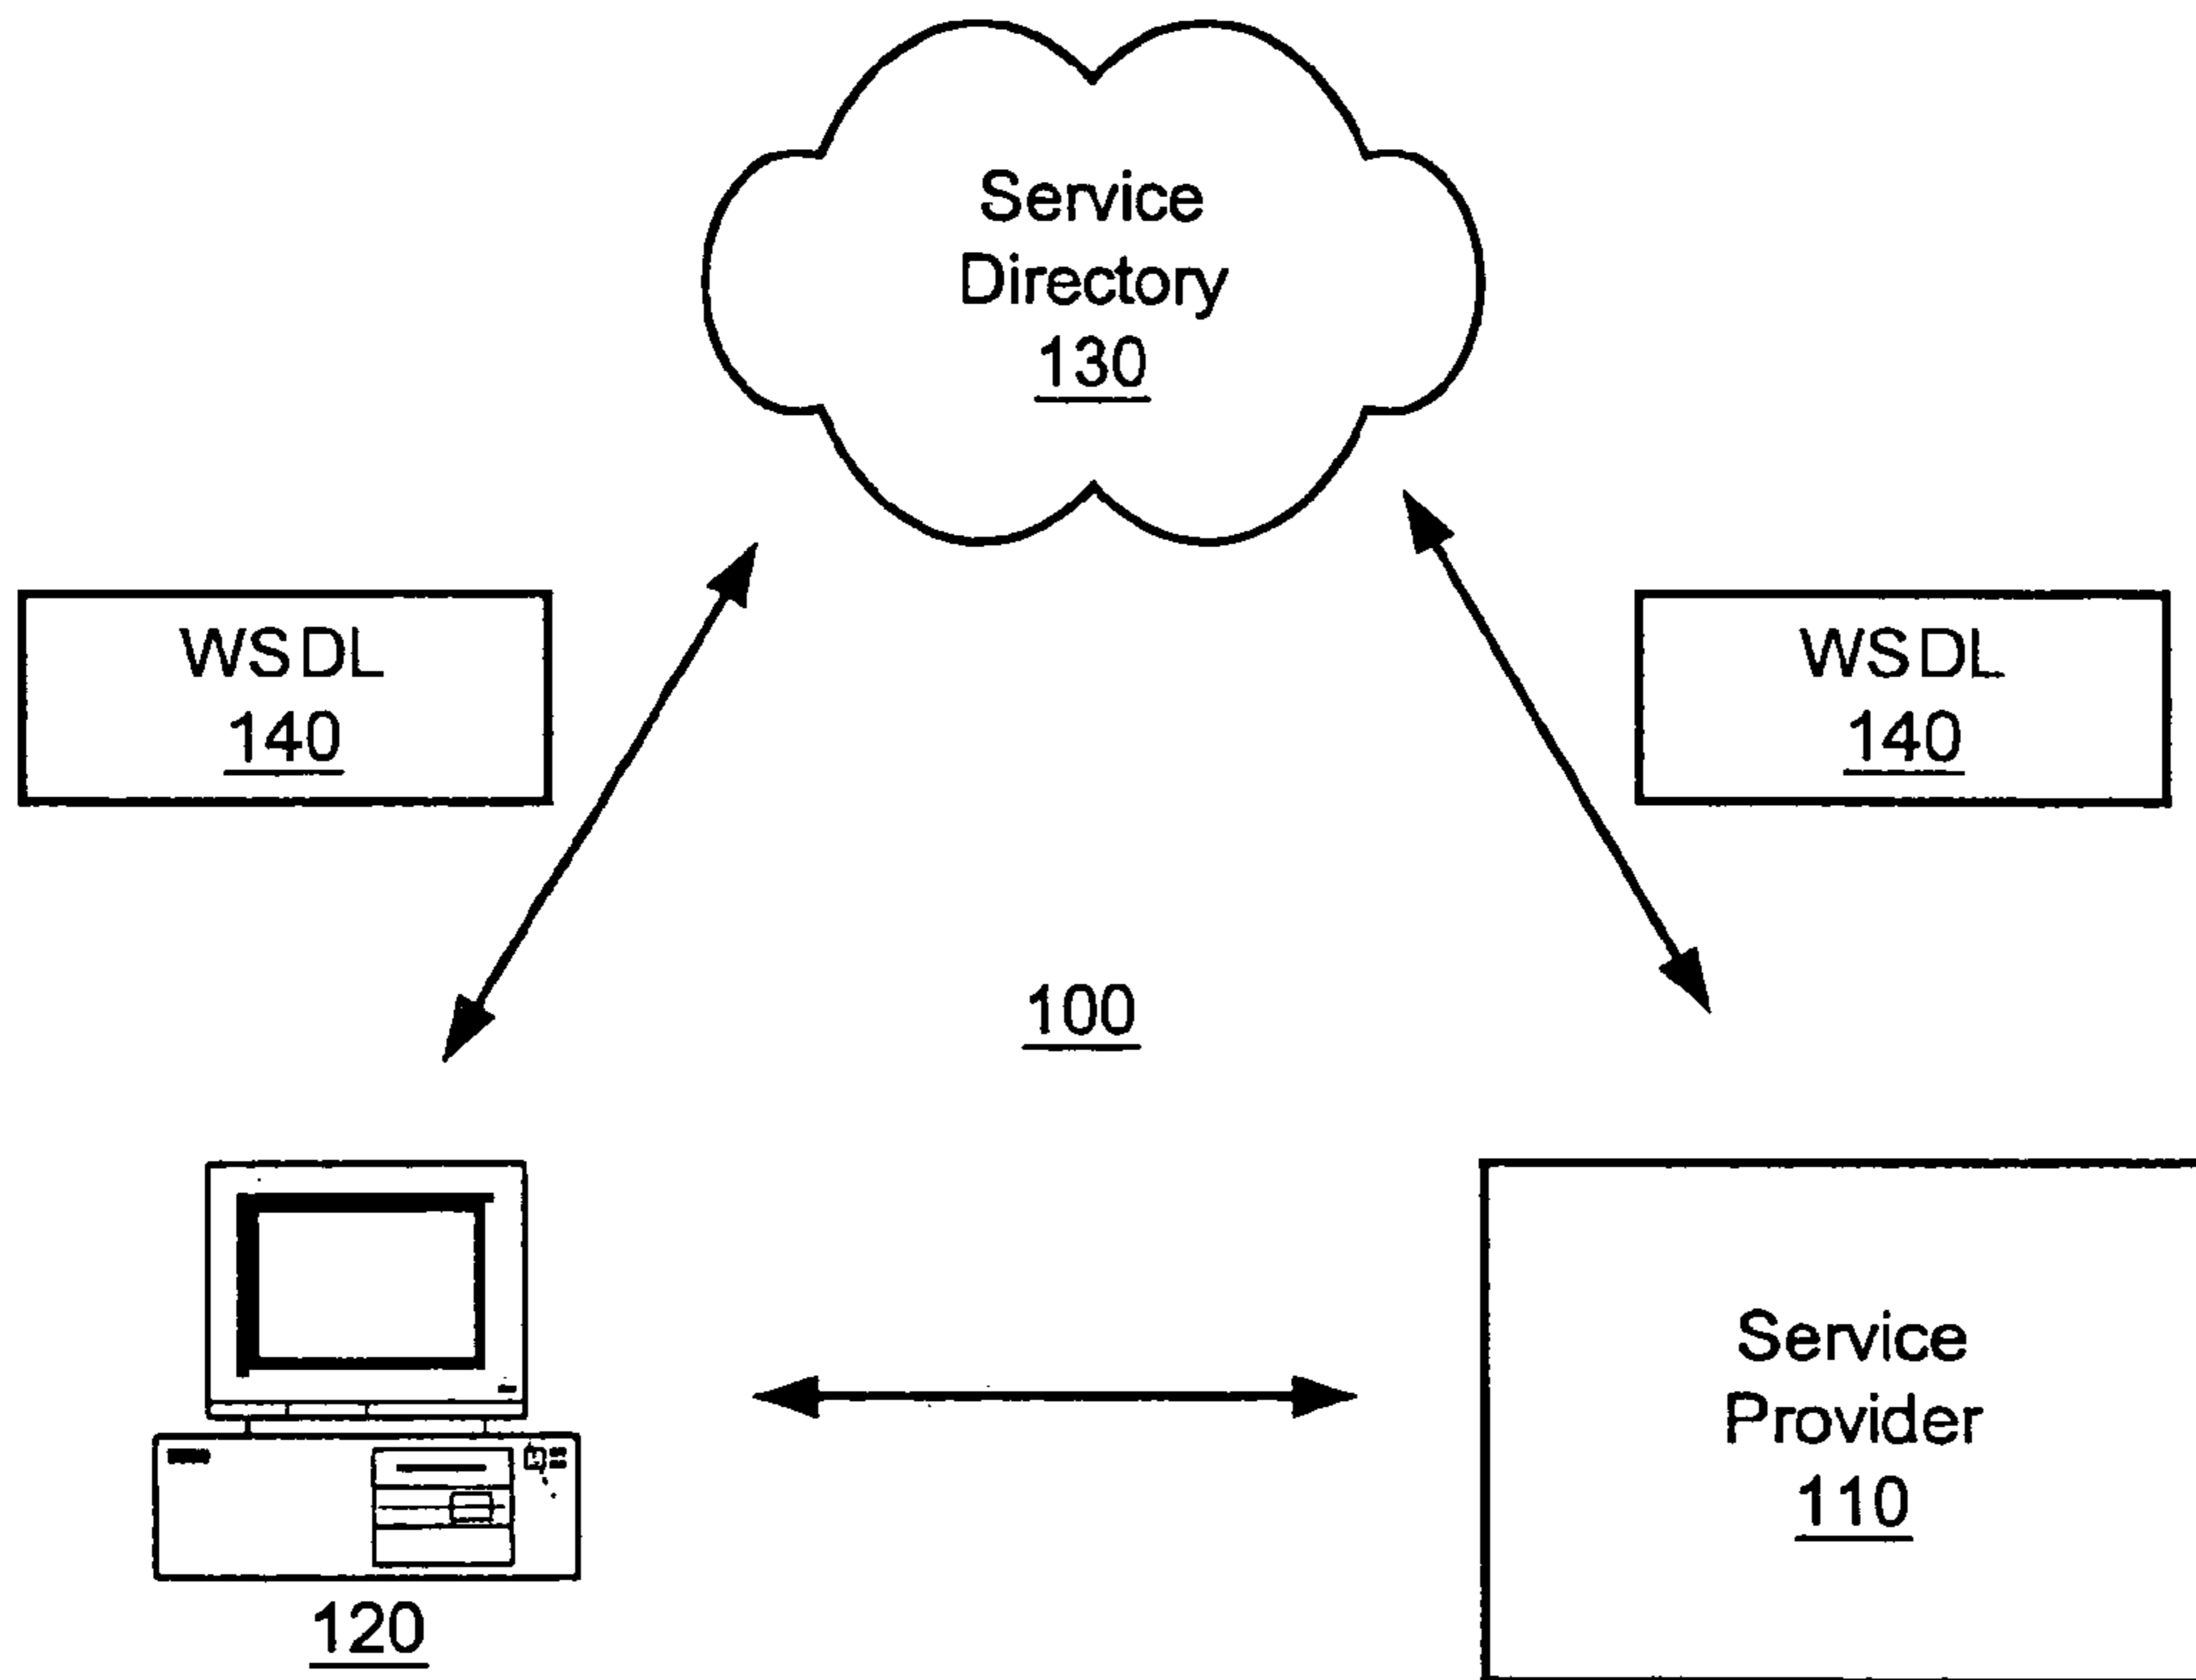 Service
Directory
130
WSDL
140
WSDL
140
100
Service
Provider
110
120